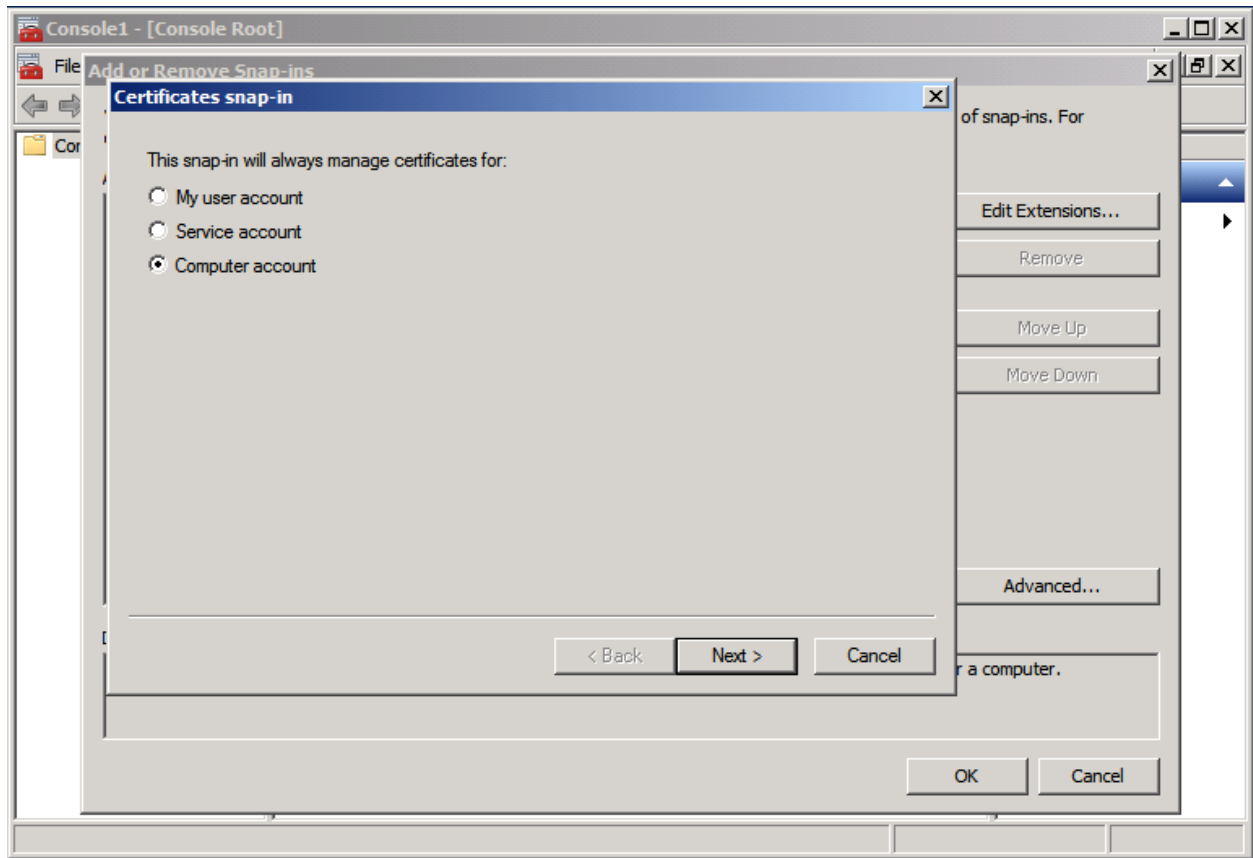 Console1 - [Console Root]
File
Add or Remove Snap-ins
Certificates snap-in
of snap-ins. For
This snap-in will always manage certificates for:
My user account
Service account
Computer account
Edit Extensions...
Remove
Move Up
Move Down
Advanced...
< Back
Next >
Cancel
r a computer.
OK
Cancel